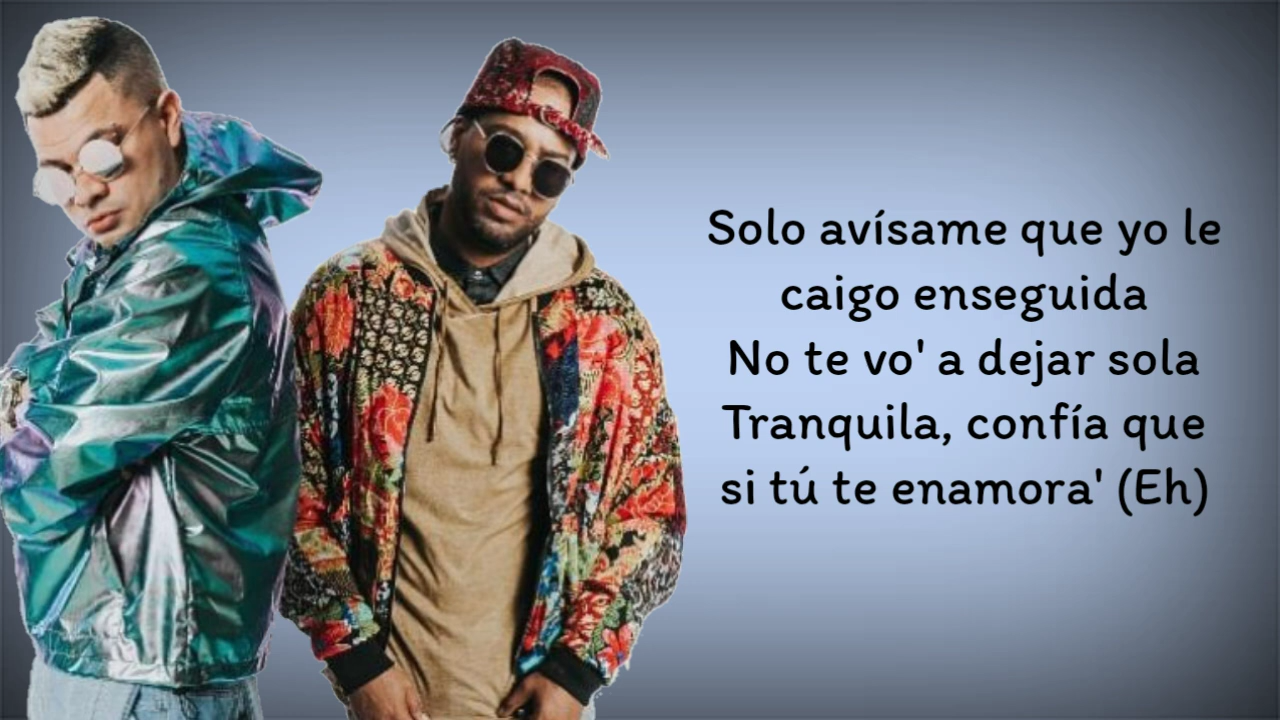 Solo avísame que yo le
caigo enseguida
No te vo' a dejar sola
Tranquila, confía que
si tú te enamora' (Eh)